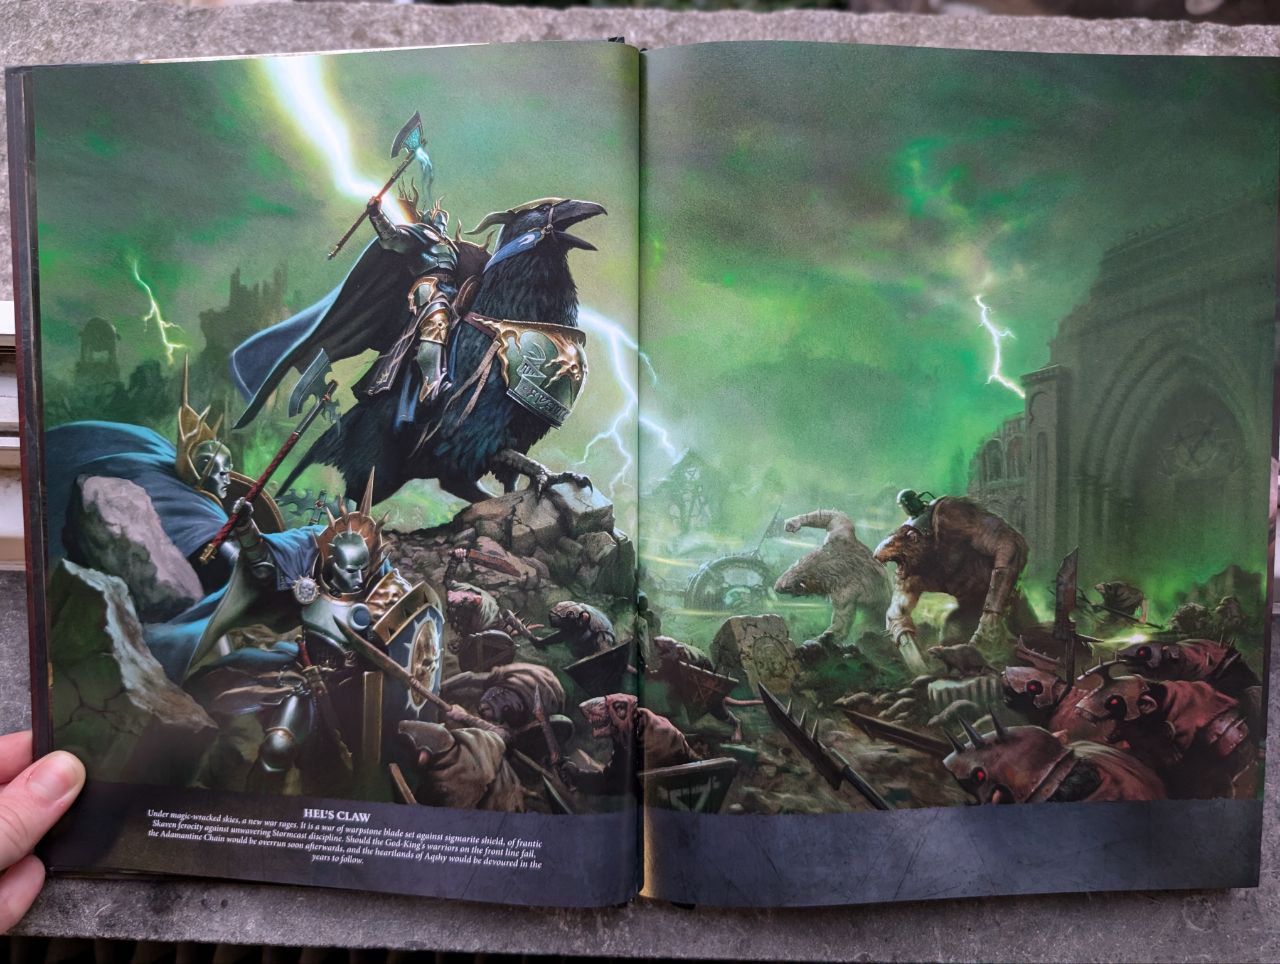 HEL'S CLAW
Under magic-wracked skies, a new war rages. It is a war of warpstone blade set against sigmarite shield, of frantic
Skaven ferocity against unwavering Stormcast discipline. Should the God-King's warriors on the front line fall,
the Adamantine Chain would be overrun soon afterwards, and the heartlands of Aqshy would be devoured in the
years to follow.